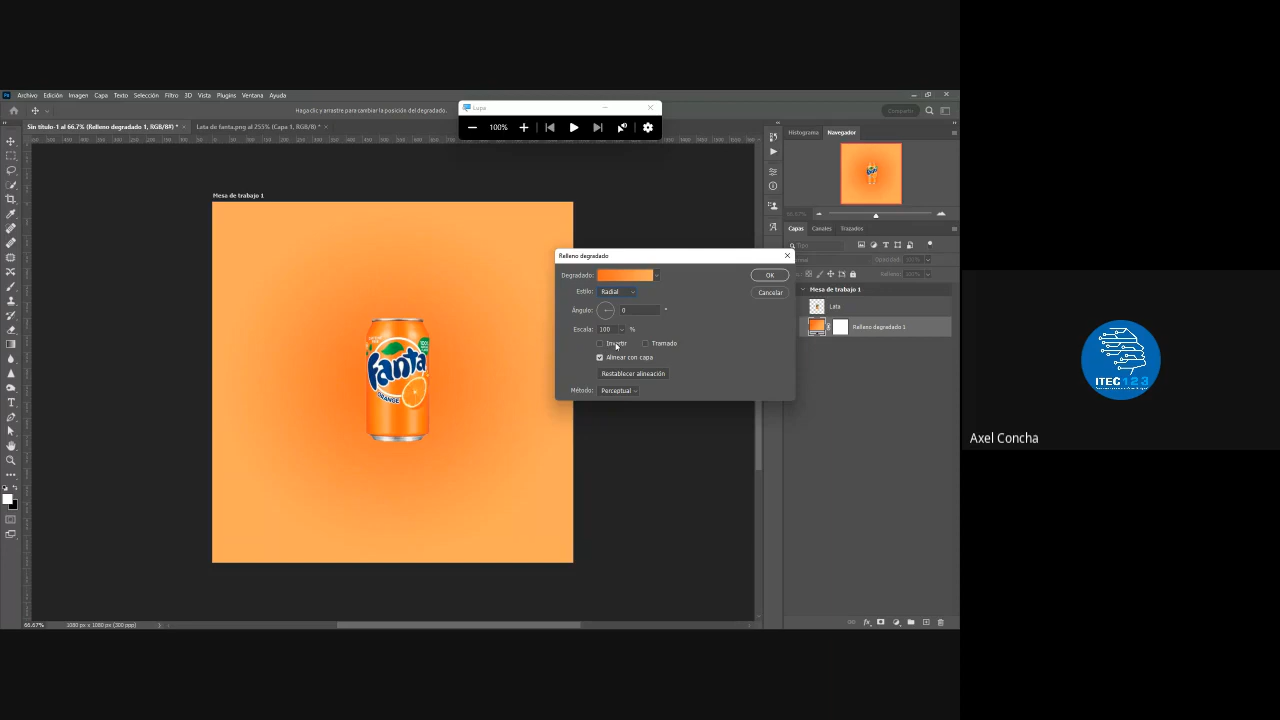 Lupa
Archivo Edición Imagen Capa Texto Selección Filtro 3D Vista Plugins Ventana Ayuda
Haga clic y arrastre para cambiar la posición del degradado.
Compartir
100%
Sin título-1 al 66.7% (Relleno degradado 1, RGB/8#) *
Lata de fanta.png al 255% (Capa 1, RGB/8) *
Histograma Navegador
Mesa de trabajo 1
Capas Canales Trazados
Relleno degradado
Degradado:
OK
Estilo: Radial
Cancelar
Ángulo: 0 °
Escala: 100 %
Invertir Tramado
Alinear con capa
Restablecer alineación
Método: Perceptual
Opacidad:
Relleno:
Mesa de trabajo 1
Lata
Relleno degradado 1
fanta
ORANGE
66.67% 1080 px x 1080 px (300 ppp)
ITEC 123
Axel Concha